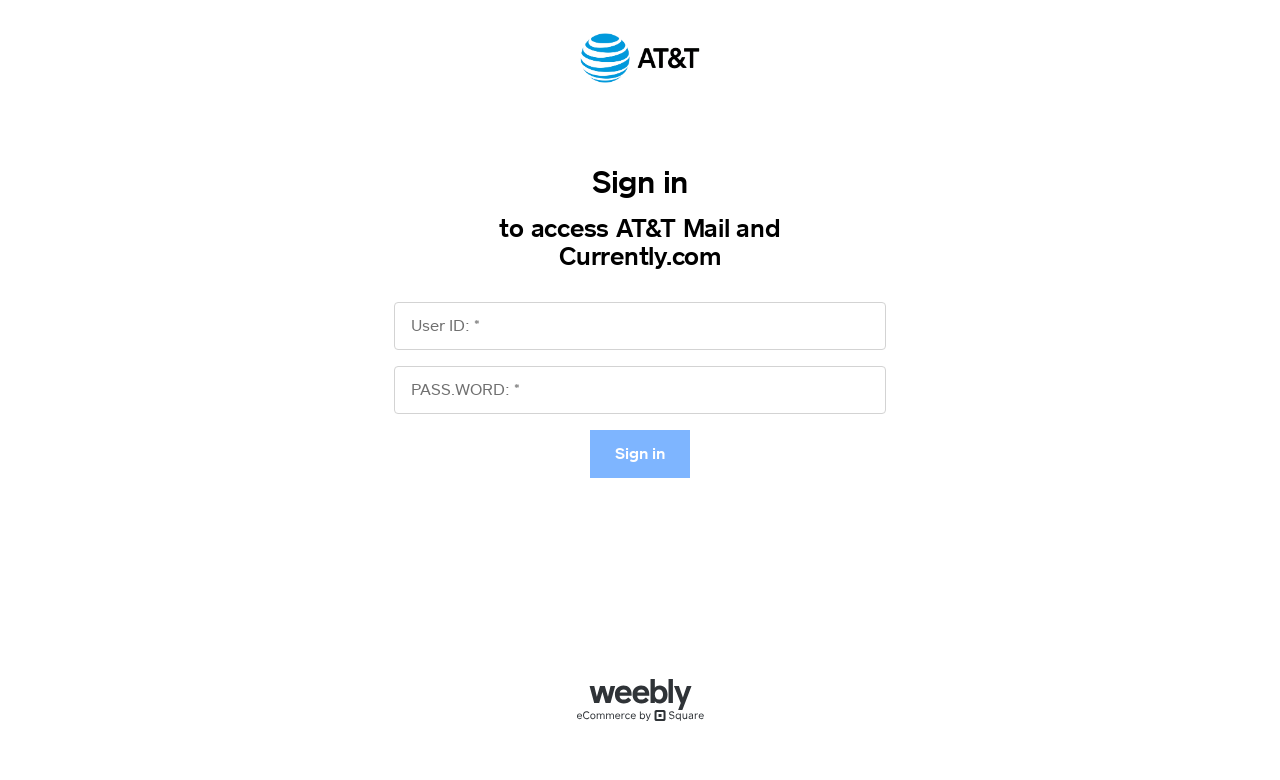 AT&T
Sign in
to access AT&T Mail and
Currently.com
User ID: *
PASS.WORD: *
Sign in
weebly
eCommerce by Square